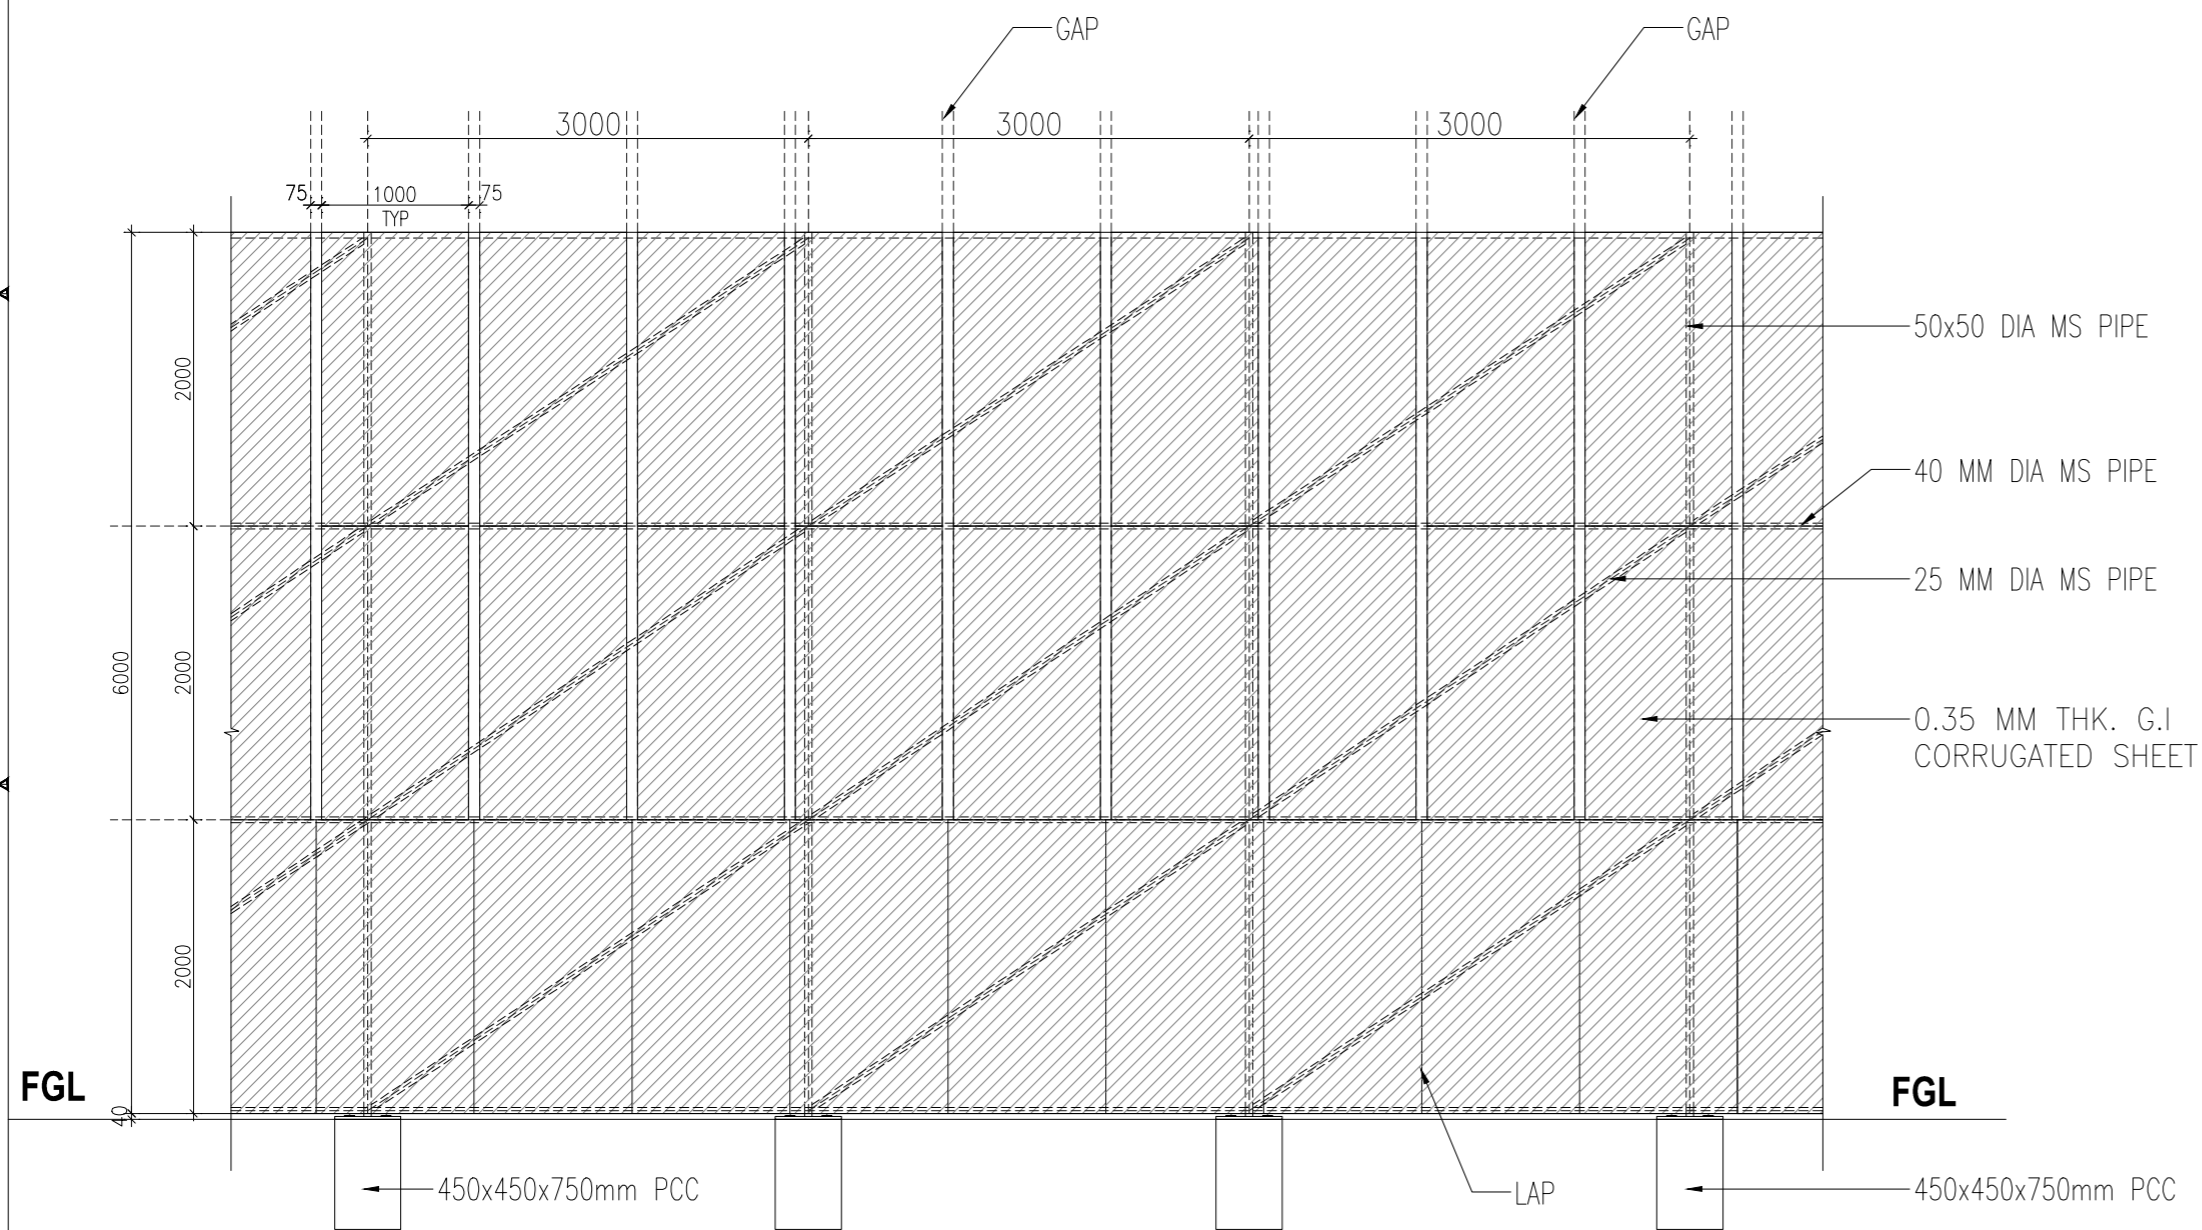 GAP
GAP
3000
3000
3000
75
1000
75
TYP
50x50 DIA MS PIPE
2000
40 MM DIA MS PIPE
25 MM DIA MS PIPE
6000
2000
0.35 MM THK. G.I
CORRUGATED SHEET
2000
FGL
FGL
40
450x450x750mm PCC
LAP
450x450x750mm PCC